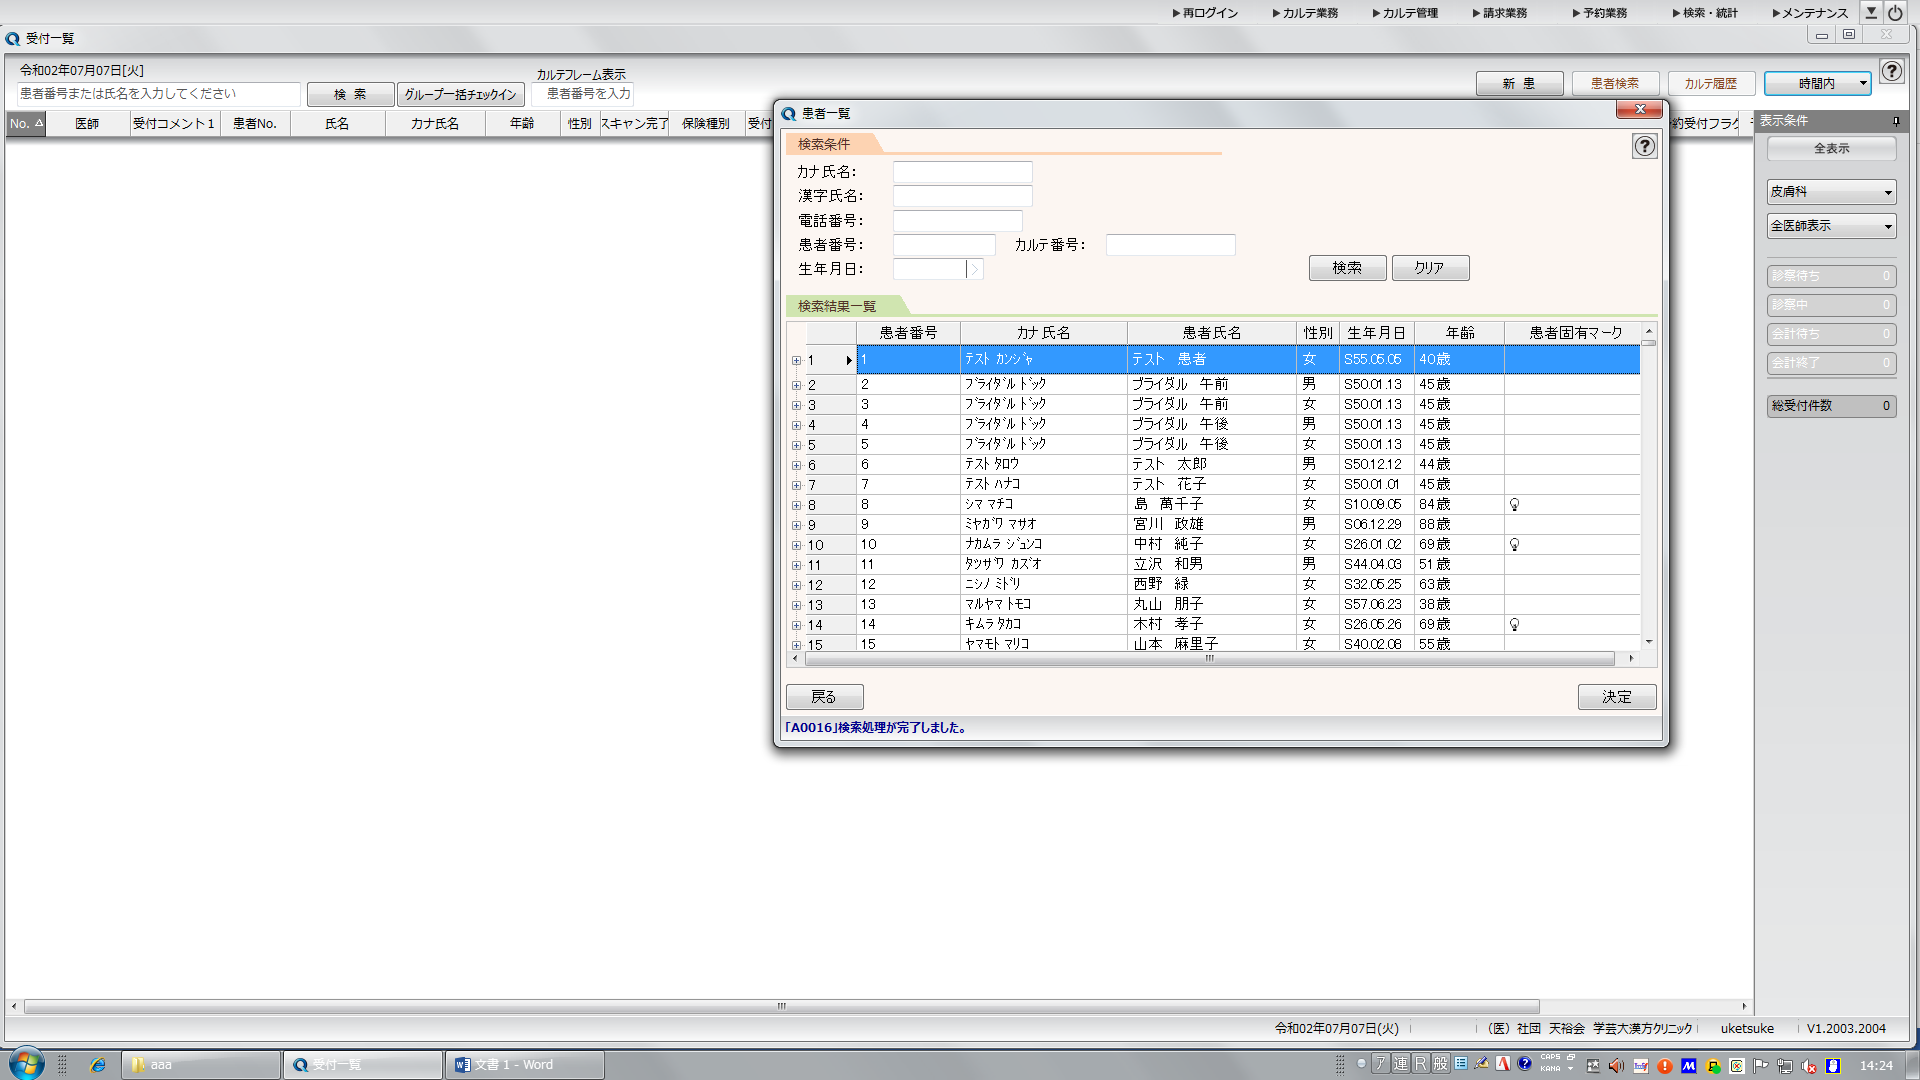 ▶再ログイン ▶カルテ業務 ▶カルテ管理 ▶請求業務 ▶予約業務 ▶検索・統計 ▶メンテナンス
受付一覧
令和02年07月07日[火]
患者番号または氏名を入力してください 検 索 グループ一括チェックイン
カルテフレーム表示
患者番号を入力
新 患 患者検索 カルテ履歴 時間内
No. 医師 受付コメント1 患者No. 氏名 カナ氏名 年齢 性別 スキャン完了 保険種別 受付 約受付フラグ
患者一覧
検索条件
カナ氏名：
漢字氏名：
電話番号：
患者番号： カルテ番号：
生年月日： 検索 クリア
検索結果一覧
患者番号 カナ氏名 患者氏名 性別 生年月日 年齢 患者固有マーク
1 1 ﾃｽﾄ ｶﾝｼﾞｬ テスト 患者 女 S55.05.05 40歳
2 2 ﾌﾞﾗｲﾀﾞﾙ ﾄﾞｯｸ ブライダル 午前 男 S50.01.13 45歳
3 3 ﾌﾞﾗｲﾀﾞﾙ ﾄﾞｯｸ ブライダル 午前 女 S50.01.13 45歳
4 4 ﾌﾞﾗｲﾀﾞﾙ ﾄﾞｯｸ ブライダル 午後 男 S50.01.13 45歳
5 5 ﾌﾞﾗｲﾀﾞﾙ ﾄﾞｯｸ ブライダル 午後 女 S50.01.13 45歳
6 6 ﾃｽﾄ ﾀﾛｳ テスト 太郎 男 S50.12.12 44歳
7 7 ﾃｽﾄ ﾊﾅｺ テスト 花子 女 S50.01.01 45歳
8 8 ｼﾏ ﾏﾁｺ 島 萬千子 女 S10.09.05 84歳
9 9 ﾐﾔｶﾞﾜ ﾏｻｵ 宮川 政雄 男 S06.12.29 88歳
10 10 ﾅｶﾑﾗ ｼﾞｭﾝｺ 中村 純子 女 S26.01.02 69歳
11 11 ﾀﾂｻﾞﾜ ｶｽﾞｵ 立沢 和男 男 S44.04.03 51歳
12 12 ﾆｼﾉ ﾐﾄﾞﾘ 西野 緑 女 S32.05.25 63歳
13 13 ﾏﾙﾔﾏ ﾄﾓｺ 丸山 朋子 女 S57.06.23 38歳
14 14 ｷﾑﾗ ﾀｶｺ 木村 孝子 女 S26.05.26 69歳
15 15 ﾔﾏﾓﾄ ﾏﾘｺ 山本 麻里子 女 S40.02.08 55歳
戻る 決定
「A0016」検索処理が完了しました。
表示条件
全表示
皮膚科
全医師表示
診察待ち 0
診察中 0
会計待ち 0
会計終了 0
総受付件数 0
令和02年07月07日(火) （医）社団 天裕会 学芸大漢方クリニック uketsuke V1.2003.2004
aaa 受付一覧 文書 1 - Word ア 連 R 般 CAPS KANA 14:24